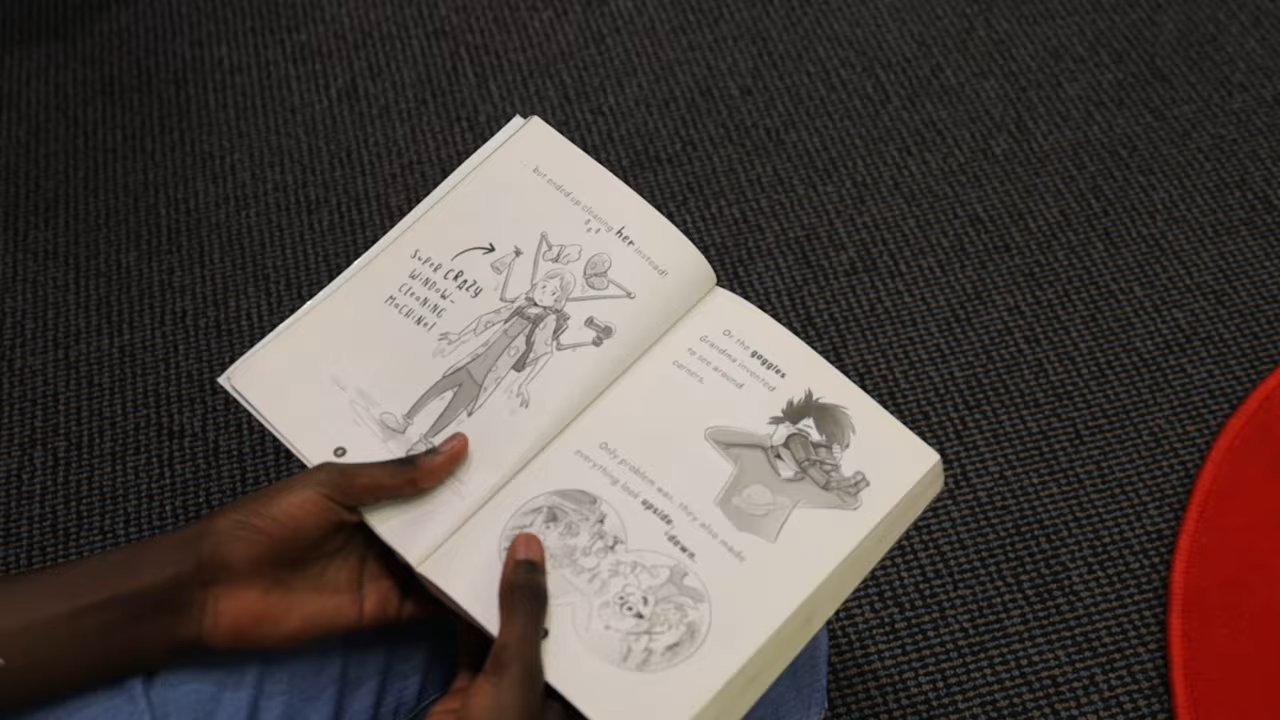 ... but ended up cleaning her instead!
SUPER CRAZY
WINDOW-
CLEANING
MACHINE!
Or the goggles
Grandma invented
to see around
corners.
Only problem was, they also made
everything look upside
down.